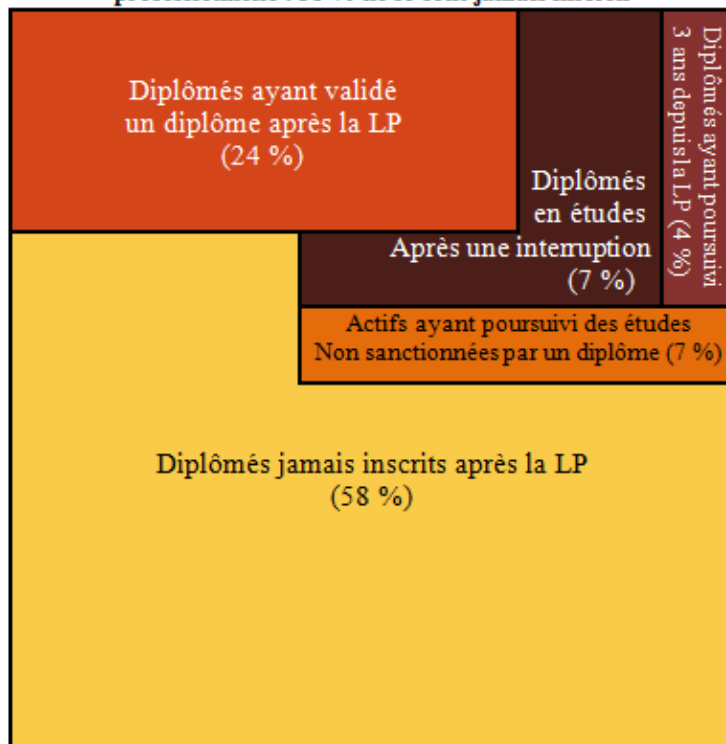 Diplômés ayant validé
un diplôme après la LP
(24 %)
Diplômés
en études
Après une interruption
(7 %)
Diplômés ayant poursuivi
3 ans depuis la LP (4 %)
Actifs ayant poursuivi des études
Non sanctionnées par un diplôme (7 %)
Diplômés jamais inscrits après la LP
(58 %)